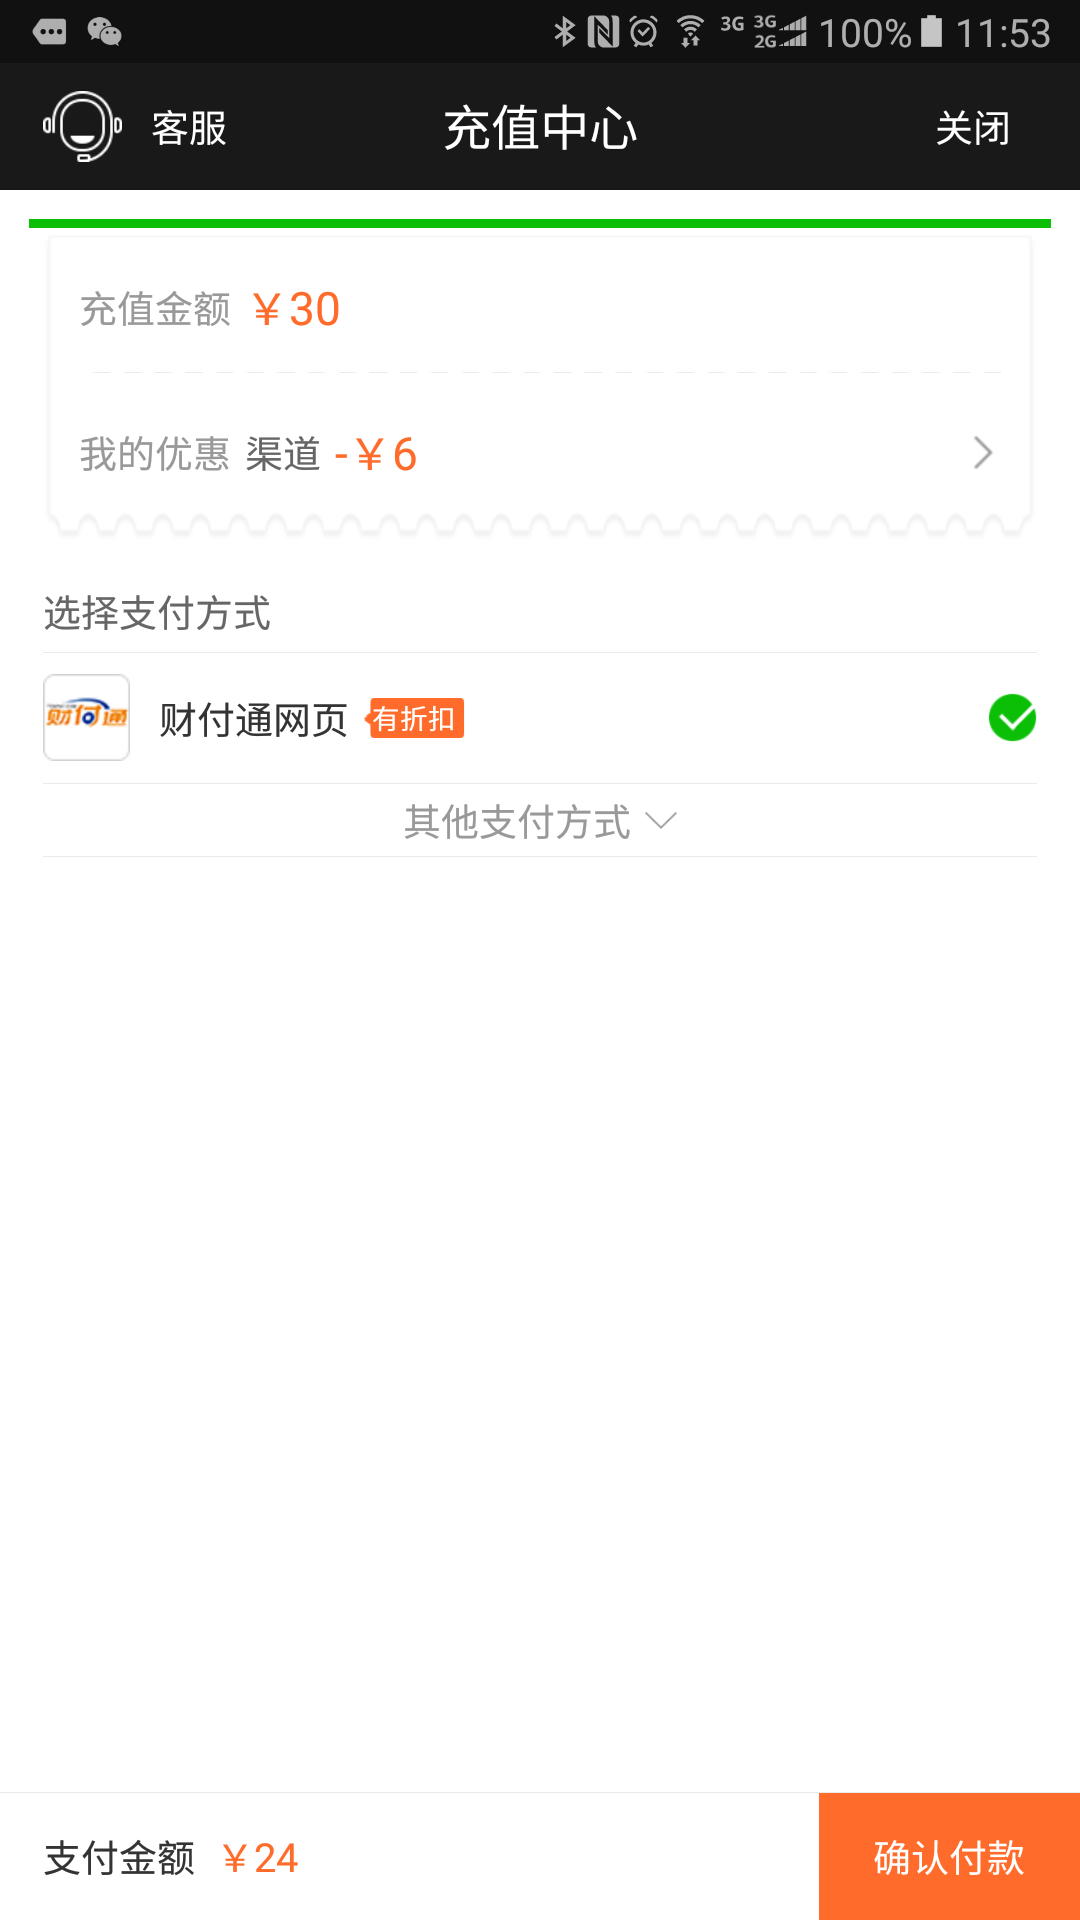 3G 3G 2G 100% 11:53
客服 充值中心 关闭
充值金额 ￥30
我的优惠 渠道 -￥6
选择支付方式
财付通 财付通网页 有折扣
其他支付方式
支付金额 ￥24 确认付款